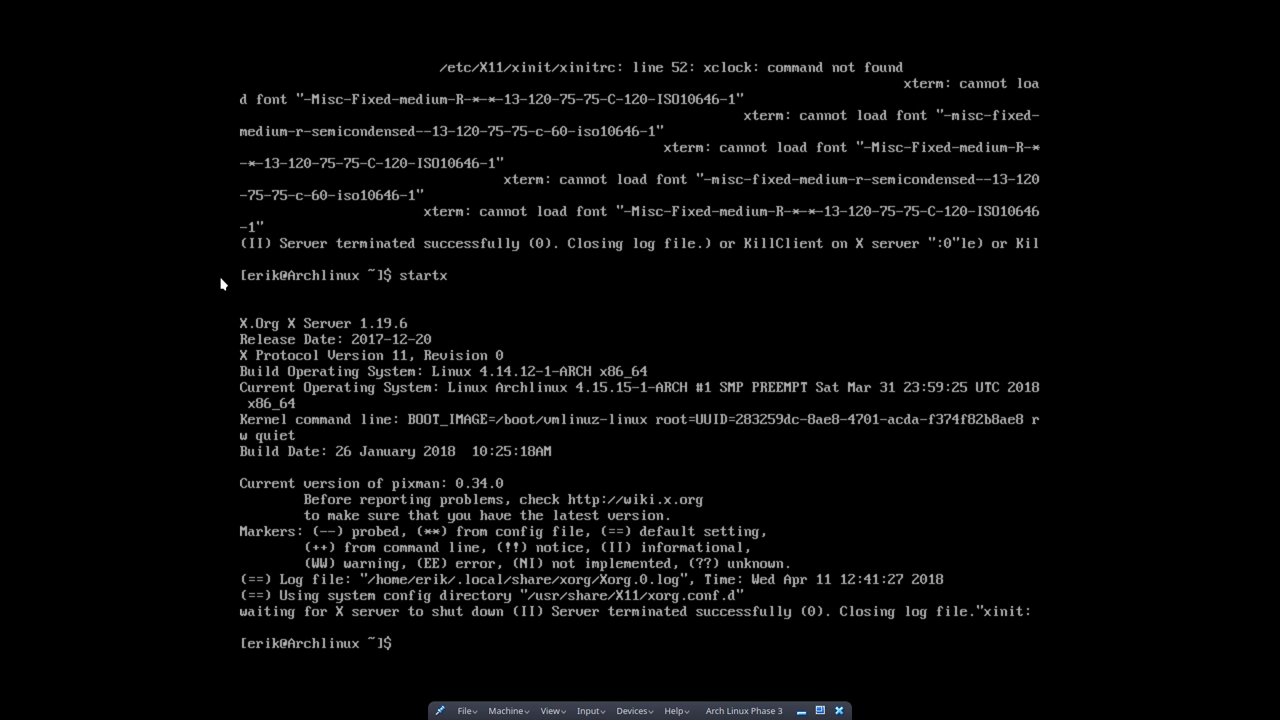 /etc/X11/xinit/xinitrc: line 52: xclock: command not found
xterm: cannot loa
d font "-Misc-Fixed-medium-R-*-*-13-120-75-75-C-120-ISO10646-1"
xterm: cannot load font "-misc-fixed-
medium-r-semicondensed--13-120-75-75-c-60-iso10646-1"
xterm: cannot load font "-Misc-Fixed-medium-R-*
-*-13-120-75-75-C-120-ISO10646-1"
xterm: cannot load font "-misc-fixed-medium-r-semicondensed--13-120
-75-75-c-60-iso10646-1"
xterm: cannot load font "-Misc-Fixed-medium-R-*-*-13-120-75-75-C-120-ISO10646
-1"
(II) Server terminated successfully (0). Closing log file.) or KillClient on X server ":0"le) or Kil
[erik@Archlinux ~]$ startx
X.Org X Server 1.19.6
Release Date: 2017-12-20
X Protocol Version 11, Revision 0
Build Operating System: Linux 4.14.12-1-ARCH x86_64
Current Operating System: Linux Archlinux 4.15.15-1-ARCH #1 SMP PREEMPT Sat Mar 31 23:59:25 UTC 2018
x86_64
Kernel command line: BOOT_IMAGE=/boot/vmlinuz-linux root=UUID=283259dc-8ae8-4701-acda-f374f82b8ae8 r
w quiet
Build Date: 26 January 2018  10:25:18AM
Current version of pixman: 0.34.0
Before reporting problems, check http://wiki.x.org
to make sure that you have the latest version.
Markers: (--) probed, (**) from config file, (==) default setting,
(++) from command line, (!!) notice, (II) informational,
(WW) warning, (EE) error, (NI) not implemented, (??) unknown.
(==) Log file: "/home/erik/.local/share/xorg/Xorg.0.log", Time: Wed Apr 11 12:41:27 2018
(==) Using system config directory "/usr/share/X11/xorg.conf.d"
waiting for X server to shut down (II) Server terminated successfully (0). Closing log file."xinit:
[erik@Archlinux ~]$
File Machine View Input Devices Help Arch Linux Phase 3